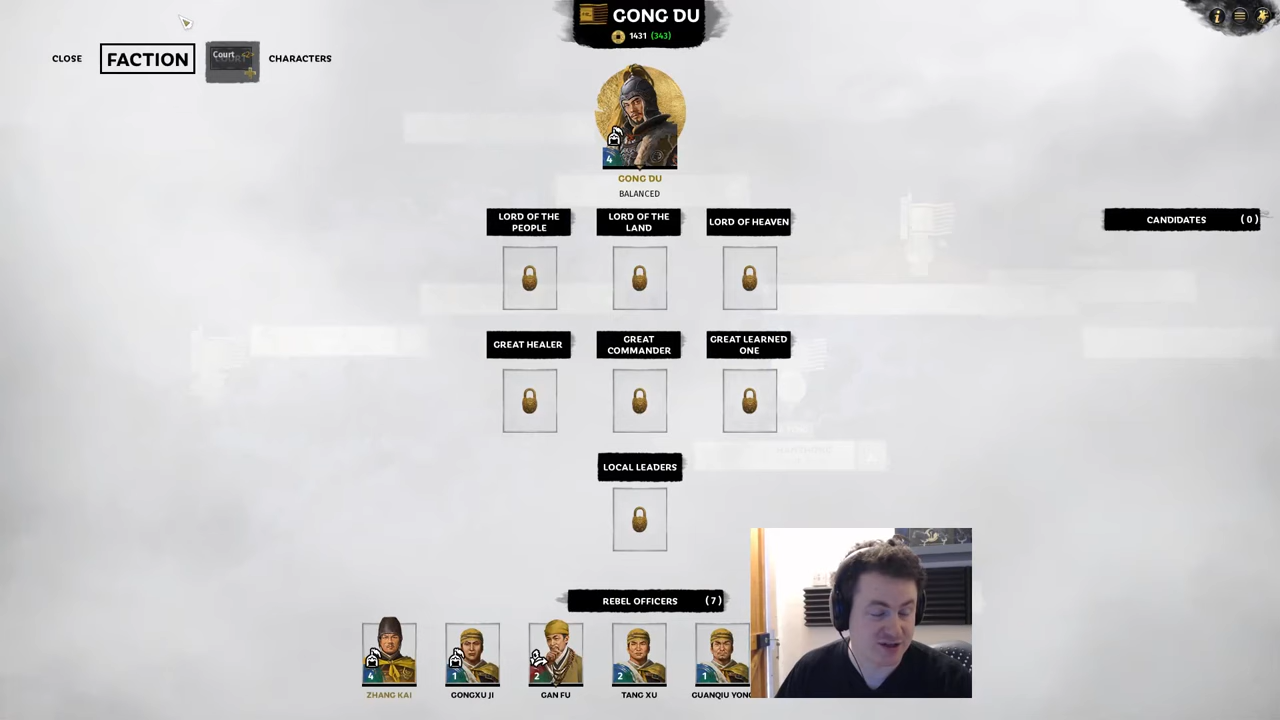 GONG DU
1431 (343)
CLOSE
FACTION
Court
COURT
CHARACTERS
4
GONG DU
BALANCED
LORD OF THE PEOPLE
LORD OF THE LAND
LORD OF HEAVEN
CANDIDATES (0)
GREAT HEALER
GREAT COMMANDER
GREAT LEARNED ONE
LOCAL LEADERS
REBEL OFFICERS (7)
4
1
2
2
1
ZHANG KAI
GONGXU JI
GAN FU
TANG XU
GUANQIU YONG